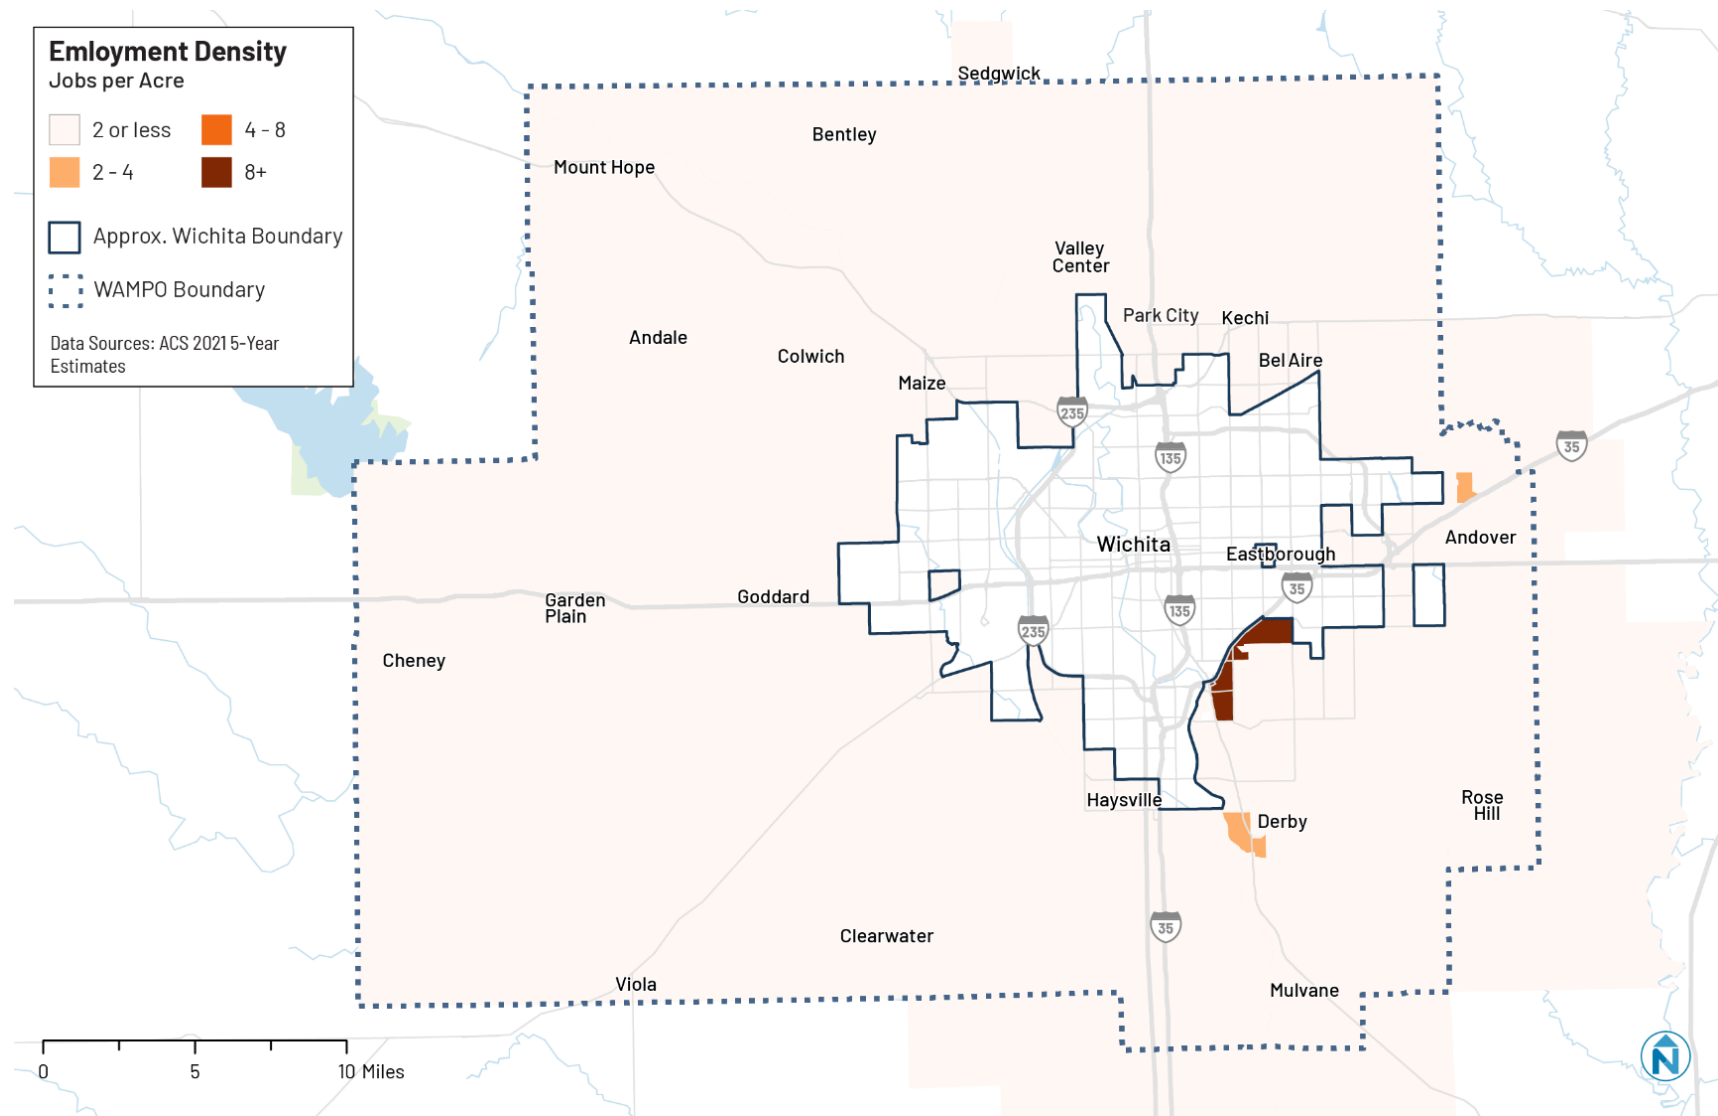 Emloyment Density
Jobs per Acre
2 or less
4 - 8
2 - 4
8+
Approx. Wichita Boundary
WAMPO Boundary
Data Sources: ACS 2021 5-Year
Estimates
Sedgwick
Bentley
Mount Hope
Valley
Center
Park City
Kechi
Andale
Colwich
Bel Aire
Maize
235
135
35
Wichita
Andover
Eastborough
35
Garden
Plain
Goddard
135
235
Cheney
Haysville
Derby
Rose
Hill
35
Clearwater
Viola
Mulvane
0
5
10 Miles
N